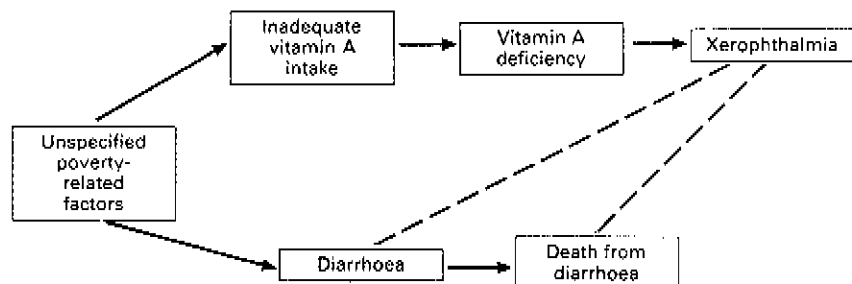 Inadequate
vitamin A
intake
Vitamin A
deficiency
Xerophthalmia
Unspecified
poverty-
related
factors
Diarrhoea
Death from
diarrhoea